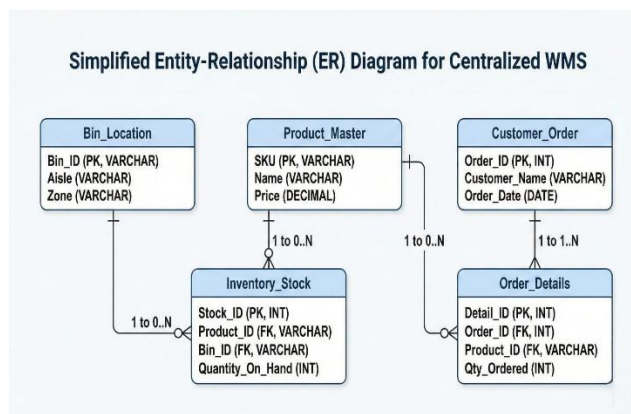 Simplified Entity-Relationship (ER) Diagram for Centralized WMS
Bin_Location
Bin_ID (PK, VARCHAR)
Aisle (VARCHAR)
Zone (VARCHAR)
Product_Master
SKU (PK, VARCHAR)
Name (VARCHAR)
Price (DECIMAL)
Customer_Order
Order_ID (PK, INT)
Customer_Name (VARCHAR)
Order_Date (DATE)
1 to 0..N
1 to 0..N
1 to 1..N
1 to 0..N
Inventory_Stock
Stock_ID (PK, INT)
Product_ID (FK, VARCHAR)
Bin_ID (FK, VARCHAR)
Quantity_On_Hand (INT)
Order_Details
Detail_ID (PK, INT)
Order_ID (FK, INT)
Product_ID (FK, VARCHAR)
Qty_Ordered (INT)